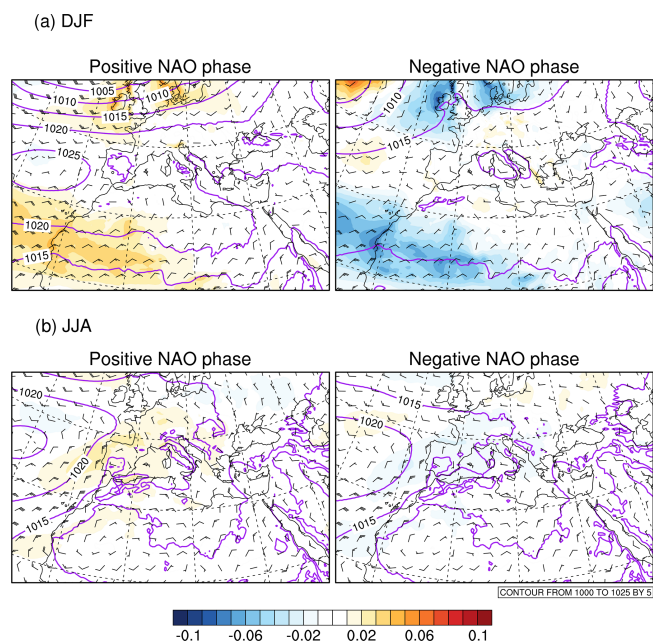 (a) DJF
Positive NAO phase
Negative NAO phase
1005
1010
1010
1015
1020
1025
1020
1015
1010
1015
(b) JJA
Positive NAO phase
Negative NAO phase
1020
1020
1015
1015
1020
1015
CONTOUR FROM 1000 TO 1025 BY 5
-0.1 -0.06 -0.02 0.02 0.06 0.1